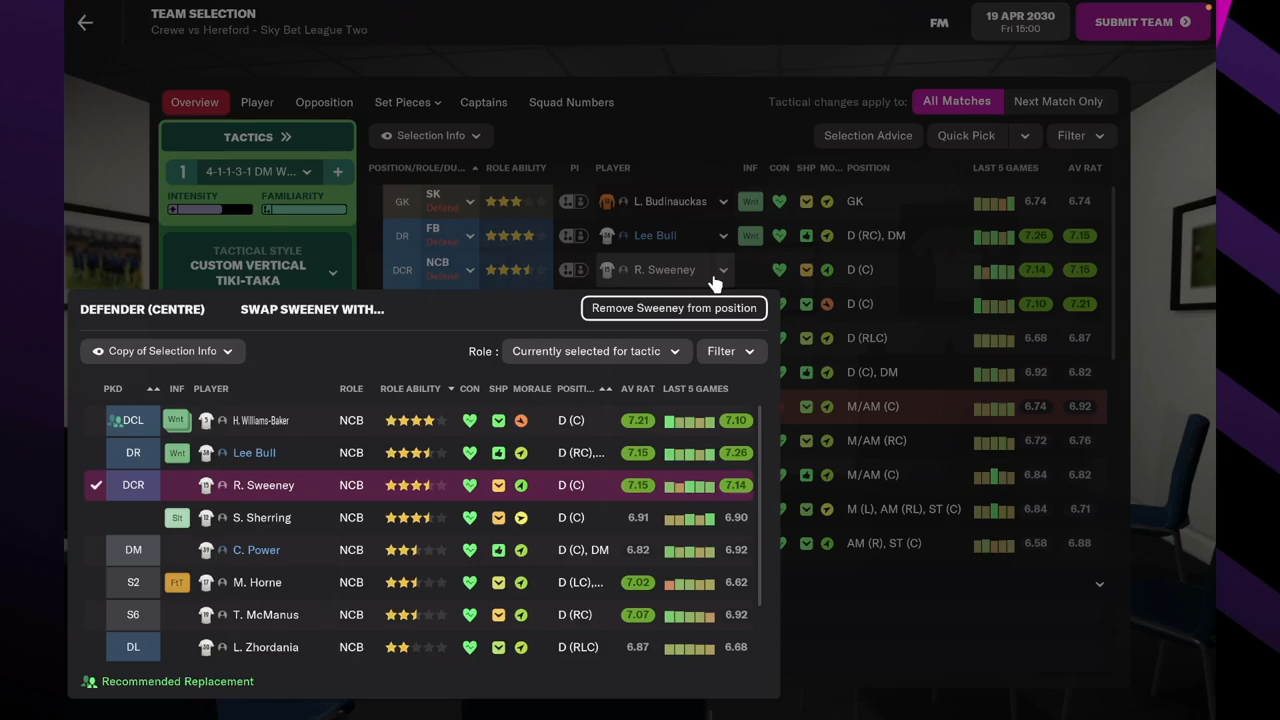 TEAM SELECTION
Crewe vs Hereford - Sky Bet League Two
FM
19 APR 2030
Fri 15:00
SUBMIT TEAM
Overview Player Opposition Set Pieces Captains Squad Numbers
Tactical changes apply to: All Matches Next Match Only
TACTICS
Selection Info
Selection Advice Quick Pick Filter
1 4-1-1-3-1 DM W... +
INTENSITY FAMILIARITY
TACTICAL STYLE
CUSTOM VERTICAL
TIKI-TAKA
POSITION/ROLE/DU... ROLE ABILITY PI PLAYER INF CON SHP MO... POSITION LAST 5 GAMES AV RAT
GK SK Defend L. Budinauckas Wnt GK 6.74 6.74
DR FB Defend Lee Bull Wnt D (RC), DM 7.26 7.15
DCR NCB Defend R. Sweeney D (C) 7.14 7.15
D (C) 7.10 7.21
D (RLC) 6.68 6.87
D (C), DM 6.92 6.82
M/AM (C) 6.74 6.92
M/AM (RC) 6.72 6.76
M/AM (C) 6.84 6.82
M (L), AM (RL), ST (C) 6.84 6.71
AM (R), ST (C) 6.58 6.88
DEFENDER (CENTRE) SWAP SWEENEY WITH... Remove Sweeney from position
Copy of Selection Info Role : Currently selected for tactic Filter
PKD INF PLAYER ROLE ROLE ABILITY CON SHP MORALE POSITI... AV RAT LAST 5 GAMES
DCL Wnt H. Williams-Baker NCB D (C) 7.21 7.10
DR Wnt Lee Bull NCB D (RC),... 7.15 7.26
DCR R. Sweeney NCB D (C) 7.15 7.14
Slt S. Sherring NCB D (C) 6.91 6.90
DM C. Power NCB D (C), DM 6.82 6.92
S2 FtT M. Horne NCB D (LC),... 7.02 6.62
S6 T. McManus NCB D (RC) 7.07 6.92
DL L. Zhordania NCB D (RLC) 6.87 6.68
Recommended Replacement